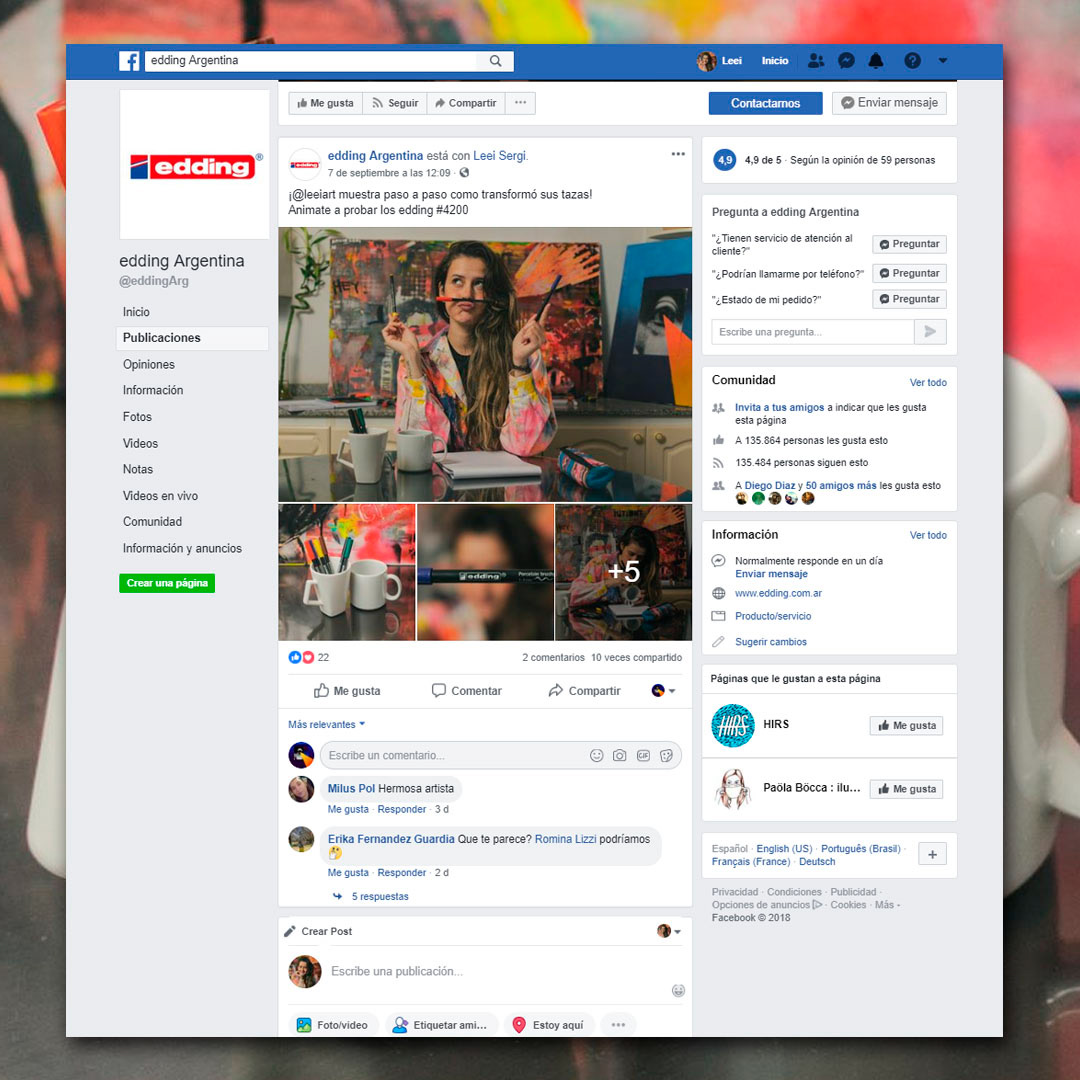 edding Argentina
Leei
Inicio
edding®
edding Argentina
@eddingArg
Inicio
Publicaciones
Opiniones
Información
Fotos
Videos
Notas
Videos en vivo
Comunidad
Información y anuncios
Crear una página
Me gusta
Seguir
Compartir
Contactarnos
Enviar mensaje
edding
edding Argentina está con Leei Sergi.
7 de septiembre a las 12:09 ·
¡@leeiart muestra paso a paso como transformó sus tazas!
Animate a probar los edding #4200
edding
+5
22
2 comentarios 10 veces compartido
Me gusta
Comentar
Compartir
Más relevantes
Escribe un comentario...
GIF
Milus Pol Hermosa artista
Me gusta · Responder · 3 d
Erika Fernandez Guardia Que te parece? Romina Lizzi podríamos
Me gusta · Responder · 2 d
5 respuestas
Crear Post
Escribe una publicación...
Foto/video
Etiquetar ami...
Estoy aquí
4,9
4,9 de 5 · Según la opinión de 59 personas
Pregunta a edding Argentina
"¿Tienen servicio de atención al
cliente?"
Preguntar
"¿Podrían llamarme por teléfono?"
Preguntar
"¿Estado de mi pedido?"
Preguntar
Escribe una pregunta...
Comunidad
Ver todo
Invita a tus amigos a indicar que les gusta
esta página
A 135.864 personas les gusta esto
135.484 personas siguen esto
A Diego Diaz y 50 amigos más les gusta esto
Información
Ver todo
Normalmente responde en un día
Enviar mensaje
www.edding.com.ar
Producto/servicio
Sugerir cambios
Páginas que le gustan a esta página
HIRS
HIRS
Me gusta
Paöla Böcca : ilu...
Me gusta
Español · English (US) · Português (Brasil) ·
Français (France) · Deutsch
Privacidad · Condiciones · Publicidad ·
Opciones de anuncios · Cookies · Más
Facebook © 2018